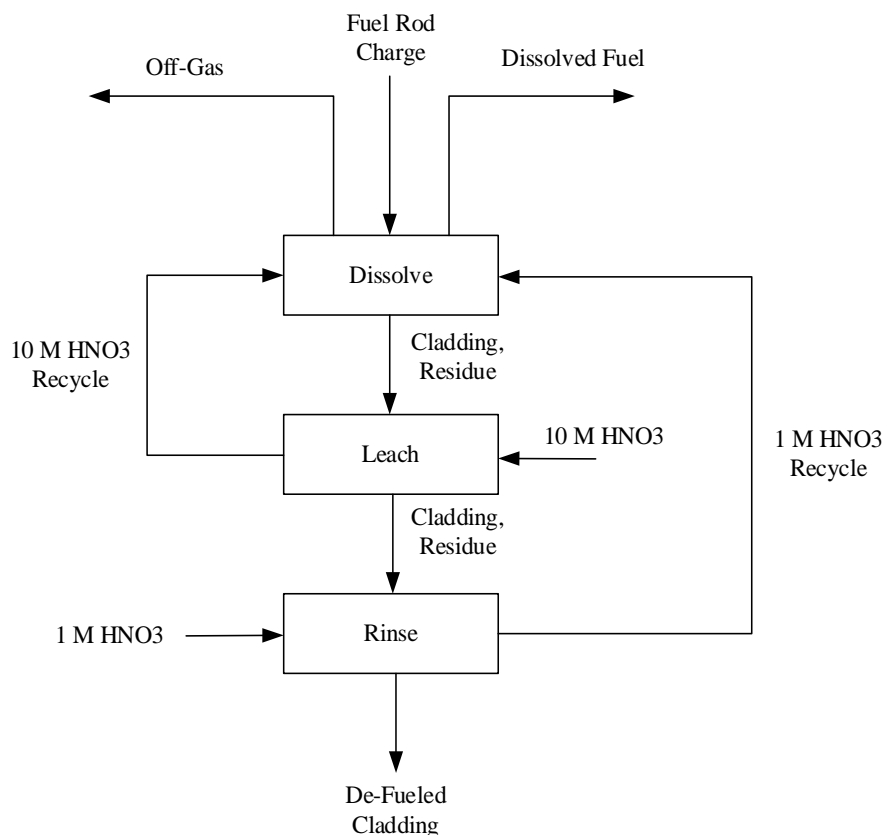 Fuel Rod
Charge
Off-Gas
Dissolved Fuel
Dissolve
10 M HNO3
Recycle
Cladding,
Residue
Leach
10 M HNO3
1 M HNO3
Recycle
Cladding,
Residue
Rinse
1 M HNO3
De-Fueled
Cladding